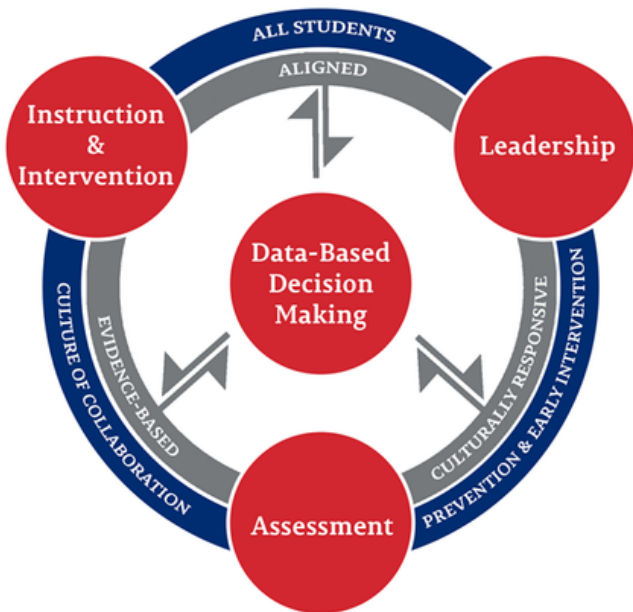 ALL STUDENTS
ALIGNED
Instruction
&
Intervention
Leadership
Data-Based
Decision
Making
CULTURE OF COLLABORATION
EVIDENCE-BASED
CULTURALLY RESPONSIVE
PREVENTION & EARLY INTERVENTION
Assessment